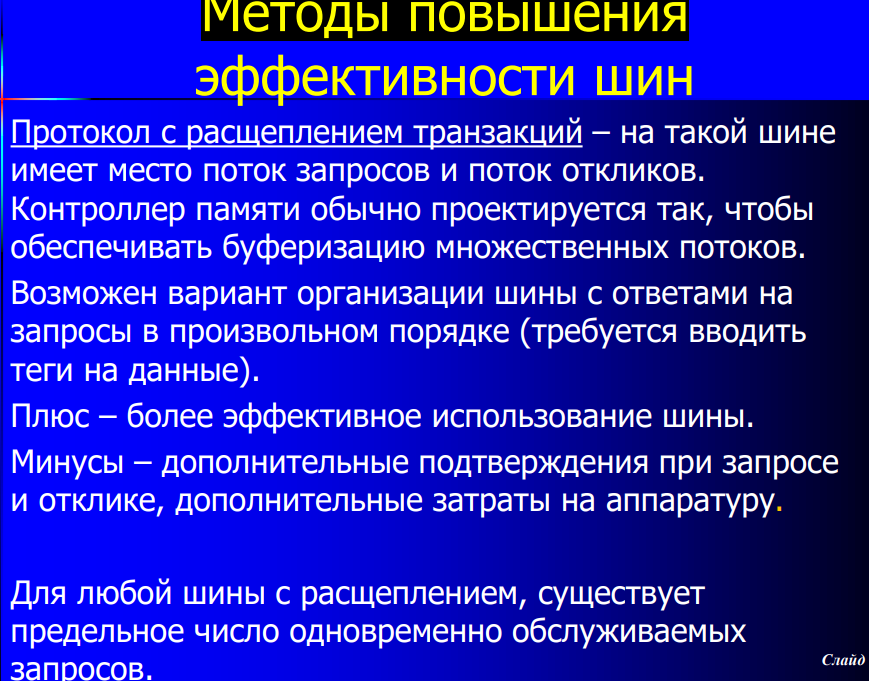 Методы повышения
эффективности шин
Протокол с расщеплением транзакций – на такой шине
имеет место поток запросов и поток откликов.
Контроллер памяти обычно проектируется так, чтобы
обеспечивать буферизацию множественных потоков.
Возможен вариант организации шины с ответами на
запросы в произвольном порядке (требуется вводить
теги на данные).
Плюс – более эффективное использование шины.
Минусы – дополнительные подтверждения при запросе
и отклике, дополнительные затраты на аппаратуру.
Для любой шины с расщеплением, существует
предельное число одновременно обслуживаемых
запросов.
Слайд